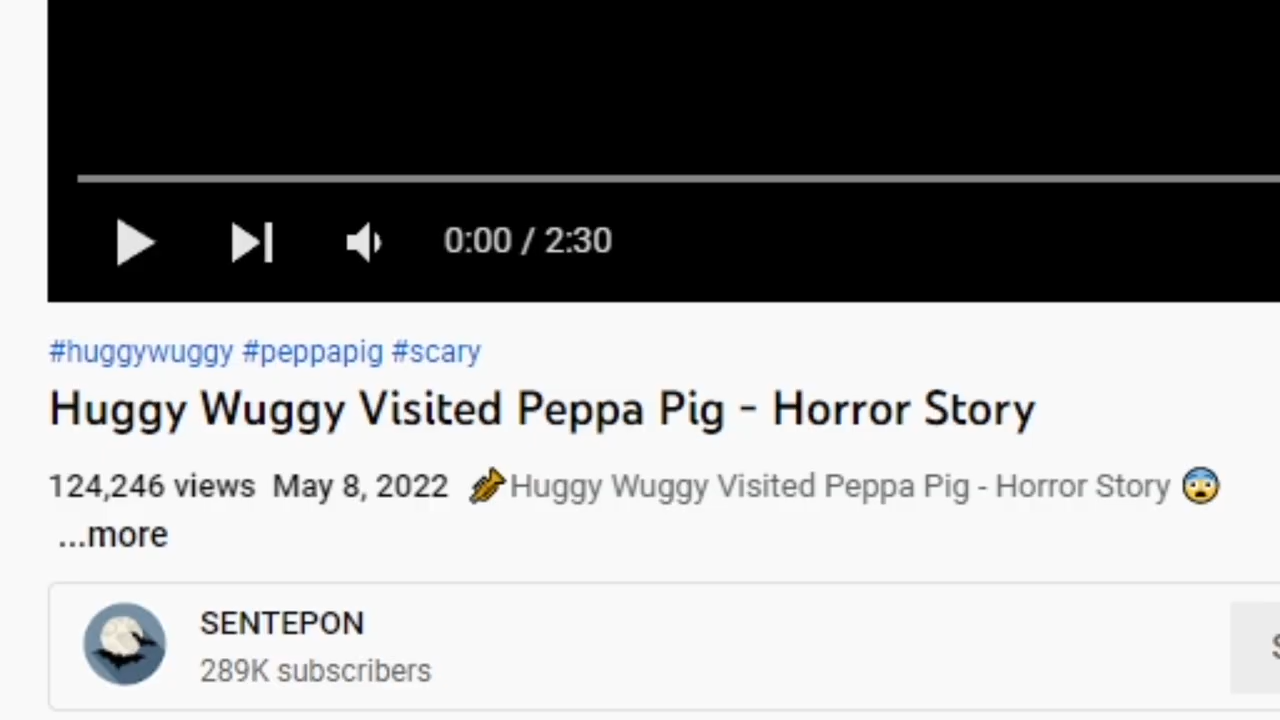 0:00 / 2:30
#huggywuggy #peppapig #scary
Huggy Wuggy Visited Peppa Pig - Horror Story
124,246 views May 8, 2022 🎺Huggy Wuggy Visited Peppa Pig - Horror Story 😨
...more
SENTEPON
289K subscribers